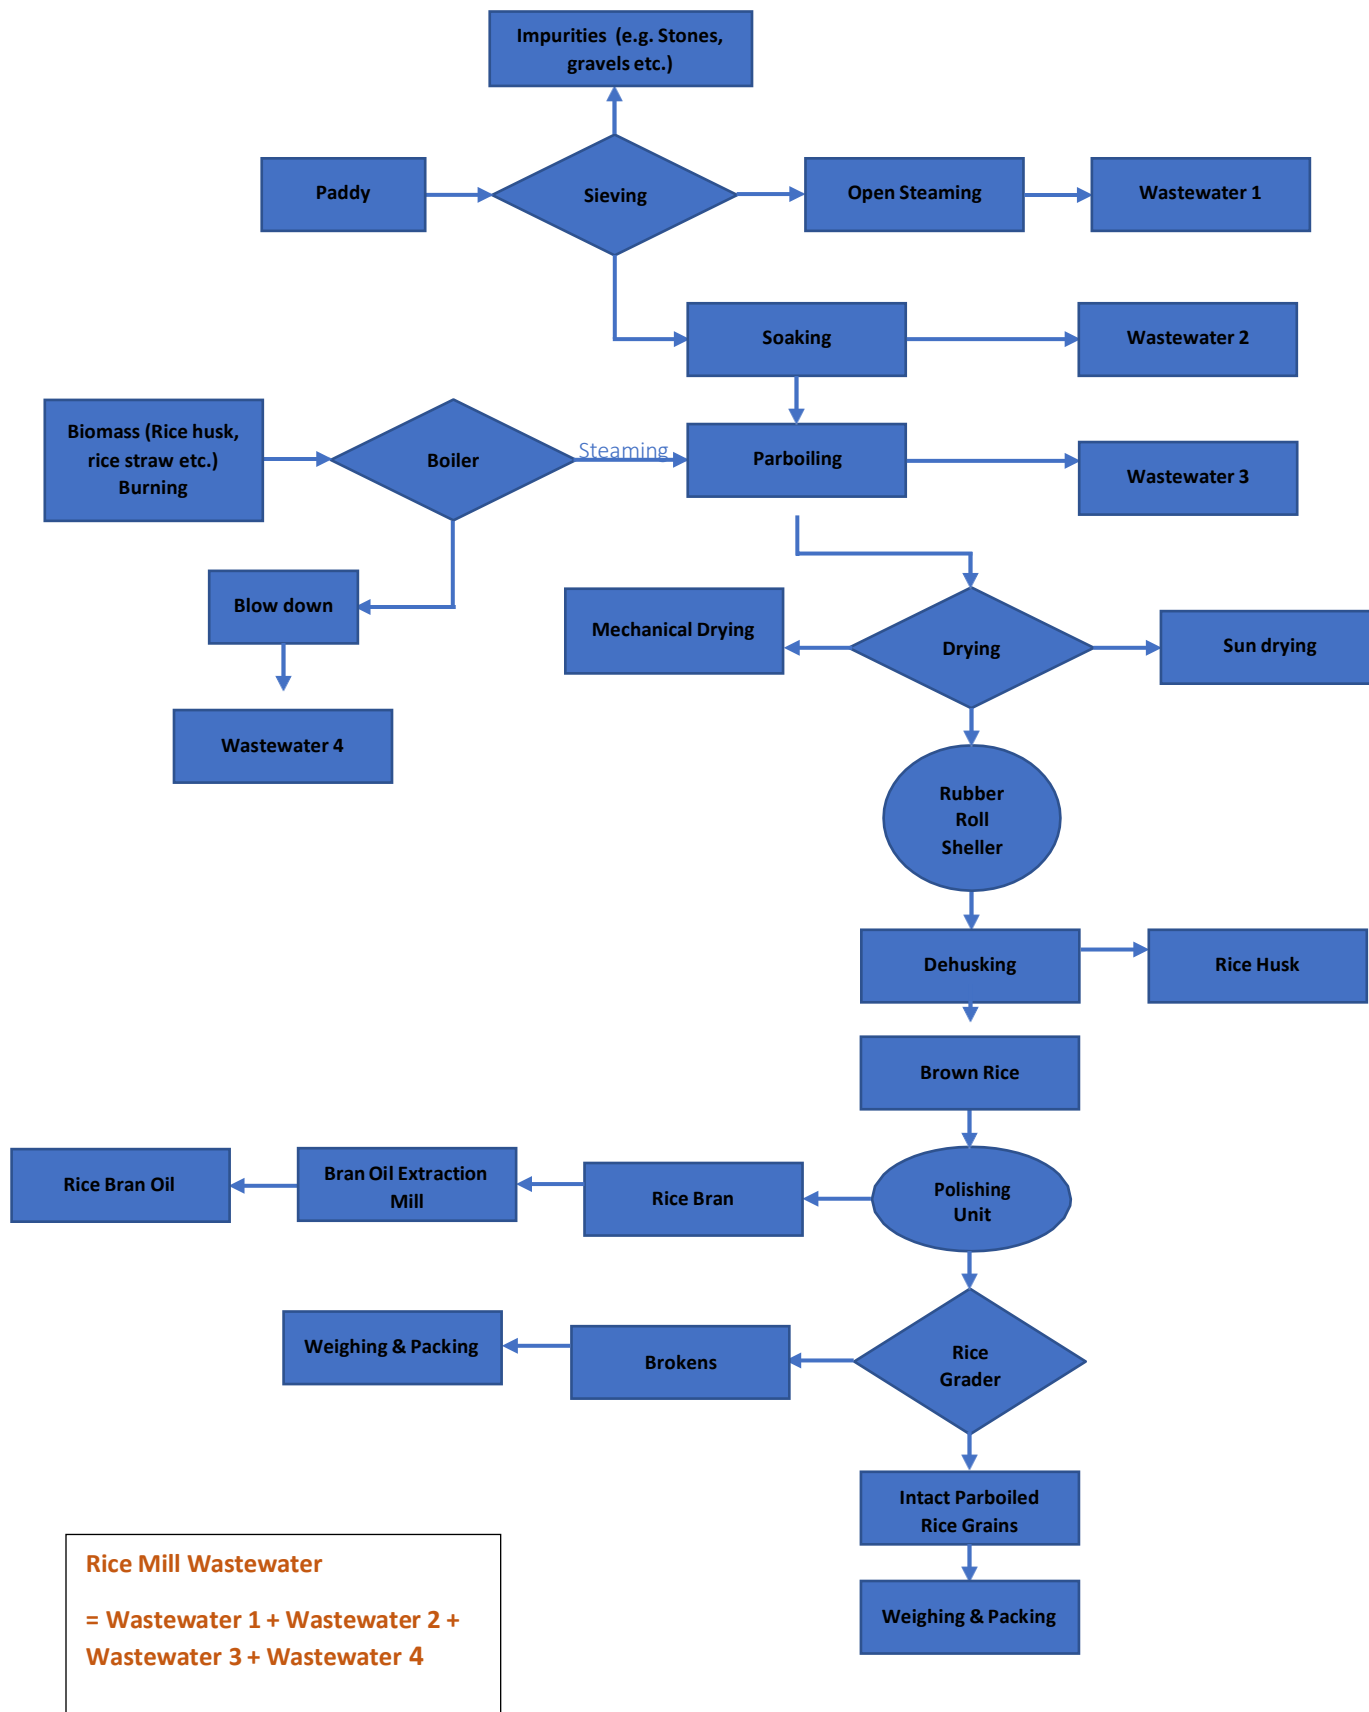 Impurities (e.g. Stones,
gravels etc.)
Paddy
Sieving
Open Steaming
Wastewater 1
Soaking
Wastewater 2
Biomass (Rice husk,
rice straw etc.)
Burning
Boiler
Steaming
Parboiling
Wastewater 3
Blow down
Mechanical Drying
Drying
Sun drying
Wastewater 4
Rubber
Roll
Sheller
Dehusking
Rice Husk
Brown Rice
Rice Bran Oil
Bran Oil Extraction
Mill
Rice Bran
Polishing
Unit
Weighing & Packing
Brokens
Rice
Grader
Intact Parboiled
Rice Grains
Weighing & Packing
Rice Mill Wastewater
= Wastewater 1 + Wastewater 2 +
Wastewater 3 + Wastewater 4